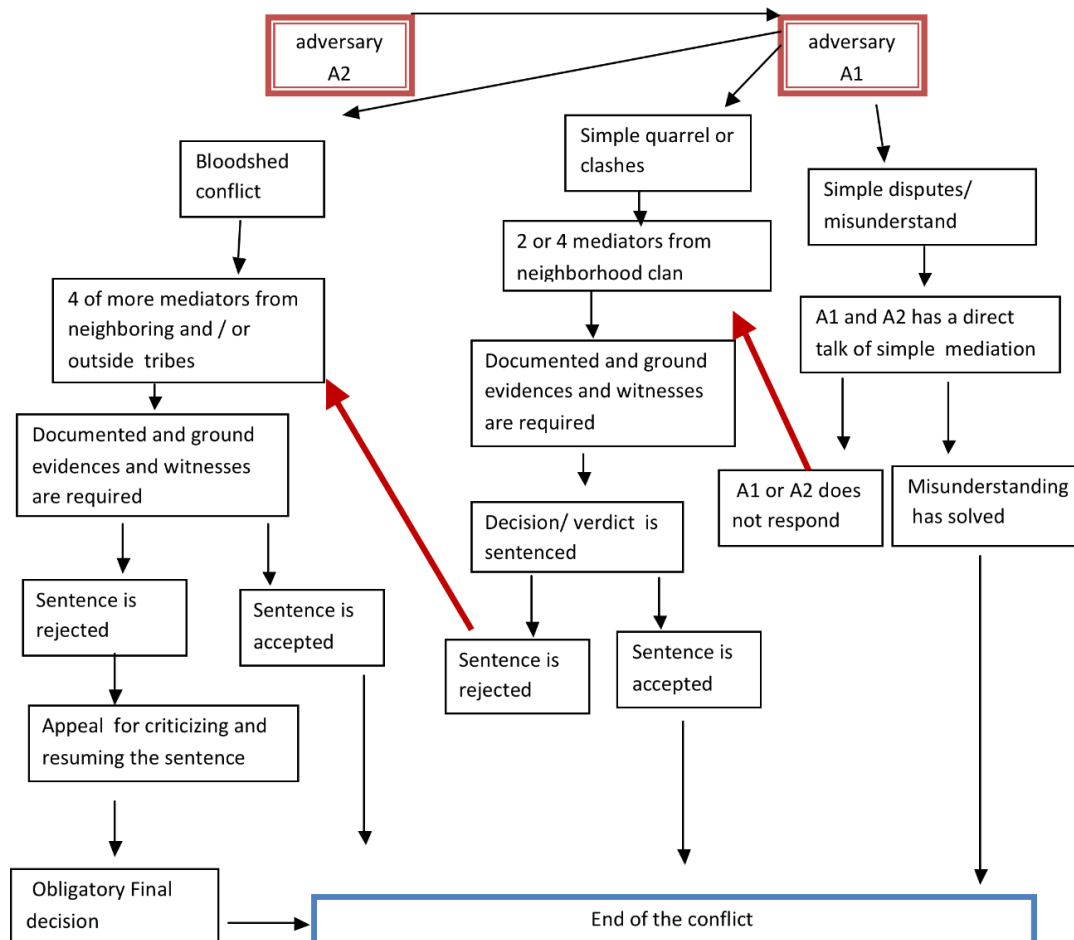 adversary
A2
adversary
A1
Bloodshed
conflict
Simple quarrel or
clashes
Simple disputes/
misunderstand
4 of more mediators from
neighboring and / or
outside tribes
2 or 4 mediators from
neighborhood clan
A1 and A2 has a direct
talk of simple mediation
Documented and ground
evidences and witnesses
are required
Documented and ground
evidences and witnesses
are required
A1 or A2 does
not respond
Misunderstanding
has solved
Decision/ verdict is
sentenced
Sentence is
rejected
Sentence is
accepted
Sentence is
rejected
Sentence is
accepted
Appeal for criticizing and
resuming the sentence
Obligatory Final
decision
End of the conflict